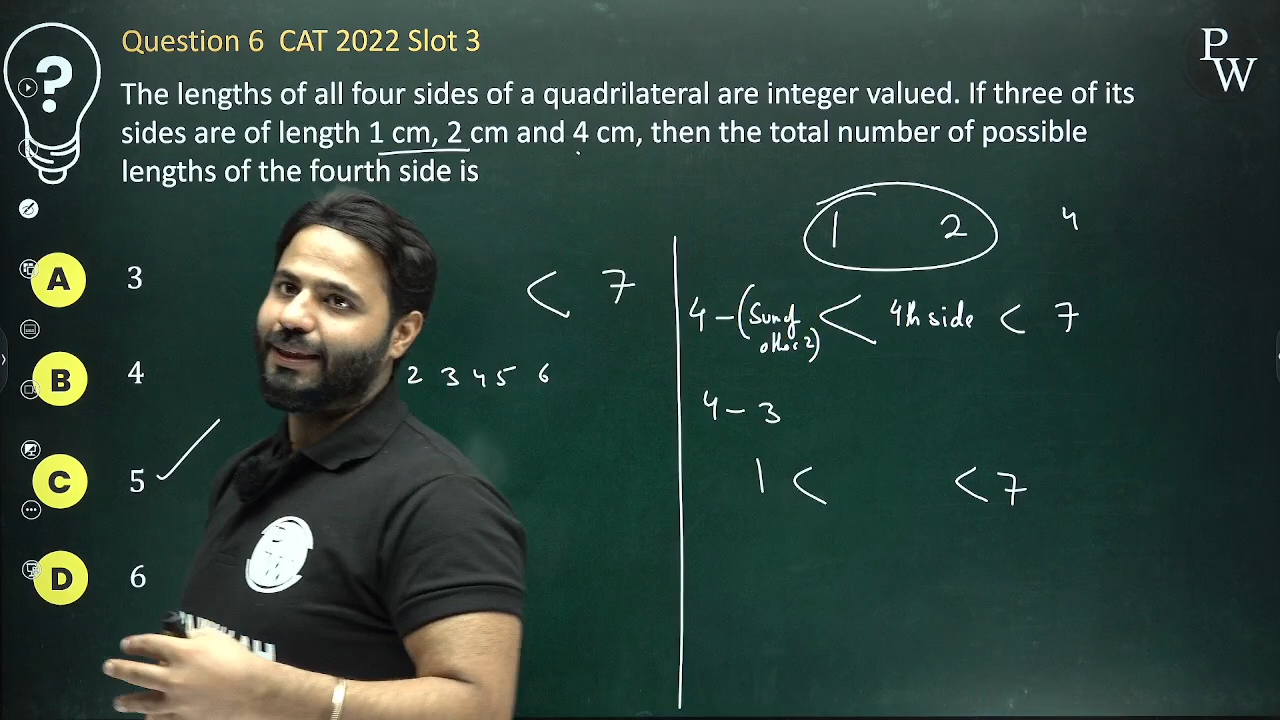 Question 6 CAT 2022 Slot 3
PW
The lengths of all four sides of a quadrilateral are integer valued. If three of its
sides are of length 1 cm, 2 cm and 4 cm, then the total number of possible
lengths of the fourth side is
A 3
B 4
C 5
D 6
< 7
2 3 4 5 6
1 2 4
4 - (Sum of < 4th side < 7
4 - 3
1 < < 7